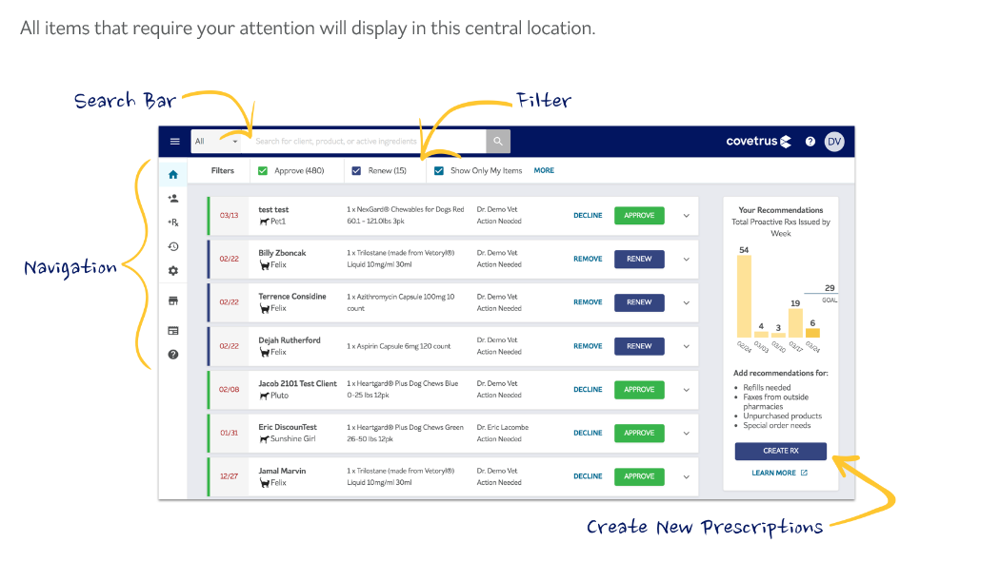 All items that require your attention will display in this central location.
Search Bar
Filter
All
Search for client, product, or active ingredients
covetrus
?
DV
Filters
Approve (480)
Renew (15)
Show Only My Items
MORE
Navigation
03/13
test test
Pet1
1 x NexGard® Chewables for Dogs Red
60.1 - 121.0lbs 3pk
Dr. Demo Vet
Action Needed
DECLINE
APPROVE
02/22
Billy Zboncak
Felix
1 x Trilostane (made from Vetoryl®)
Liquid 10mg/ml 30ml
Dr. Demo Vet
Action Needed
REMOVE
RENEW
02/22
Terrence Considine
Felix
1 x Azithromycin Capsule 100mg 10
count
Dr. Demo Vet
Action Needed
REMOVE
RENEW
02/22
Dejah Rutherford
Felix
1 x Aspirin Capsule 6mg 120 count
Dr. Demo Vet
Action Needed
REMOVE
RENEW
02/08
Jacob 2101 Test Client
Pluto
1 x Heartgard® Plus Dog Chews Blue
0-25 lbs 12pk
Dr. Demo Vet
Action Needed
DECLINE
APPROVE
01/31
Eric DiscounTest
Sunshine Girl
1 x Heartgard® Plus Dog Chews Green
26-50 lbs 12pk
Dr. Eric Lacombe
Action Needed
DECLINE
APPROVE
12/27
Jamal Marvin
Felix
1 x Trilostane (made from Vetoryl®)
Liquid 10mg/ml 30ml
Dr. Demo Vet
Action Needed
DECLINE
APPROVE
Your Recommendations
Total Proactive Rxs Issued by
Week
54
4
3
19
6
29
GOAL
02/24
03/03
03/10
03/17
03/24
Add recommendations for:
• Refills needed
• Faxes from outside
pharmacies
• Unpurchased products
• Special order needs
CREATE RX
LEARN MORE
Create New Prescriptions